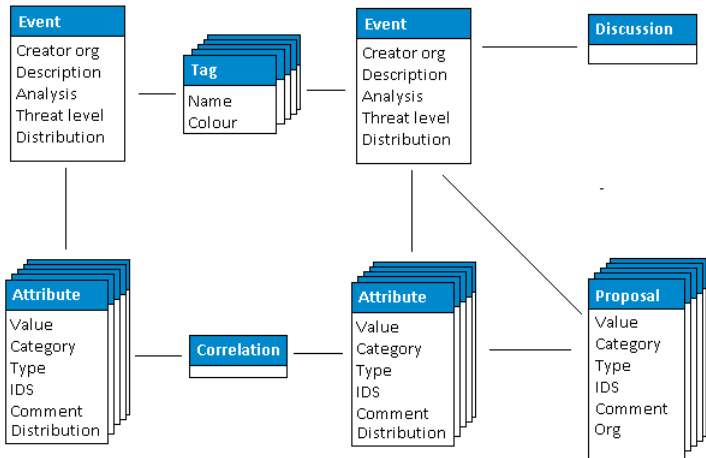 Event
Creator org
Description
Analysis
Threat level
Distribution
Tag
Name
Colour
Event
Creator org
Description
Analysis
Threat level
Distribution
Discussion
Attribute
Value
Category
Type
IDS
Comment
Distribution
Correlation
Attribute
Value
Category
Type
IDS
Comment
Distribution
Proposal
Value
Category
Type
IDS
Comment
Org